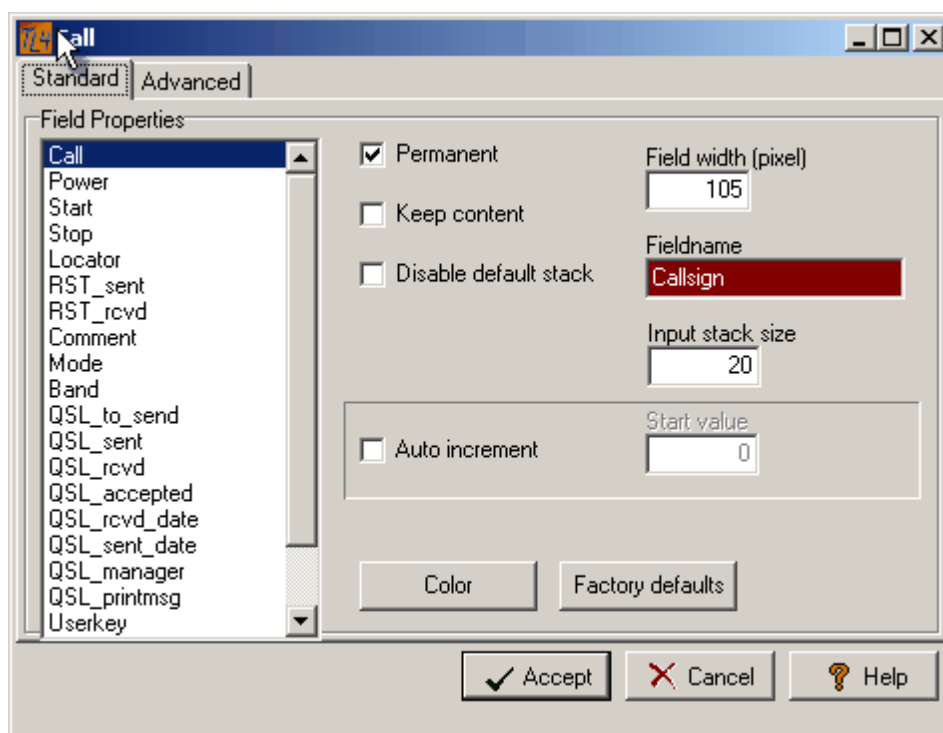 Call
Standard
Advanced
Field Properties
Call
Power
Start
Stop
Locator
RST_sent
RST_rcvd
Comment
Mode
Band
QSL_to_send
QSL_sent
QSL_rcvd
QSL_accepted
QSL_rcvd_date
QSL_sent_date
QSL_manager
QSL_printmsg
Userkey
Permanent
Keep content
Disable default stack
Field width (pixel)
105
Fieldname
Callsign
Input stack size
20
Auto increment
Start value
0
Color
Factory defaults
Accept
Cancel
Help